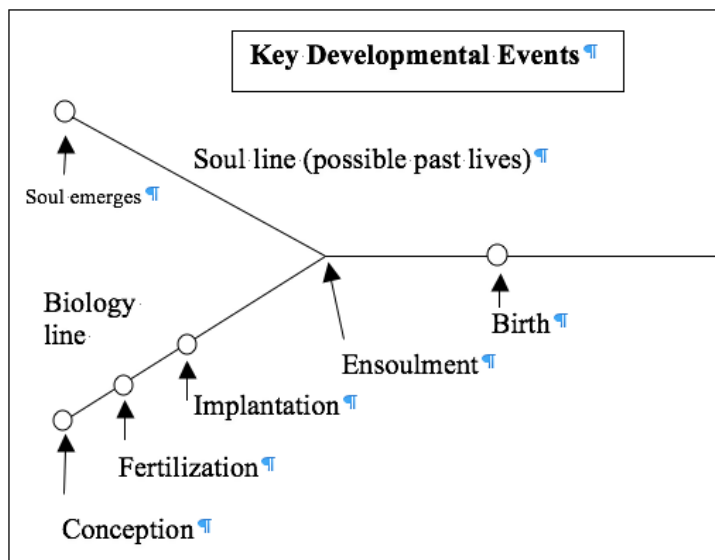 Key Developmental Events¶
Soul line (possible past lives)¶
Soul emerges¶
Biology
line
Birth¶
Ensoulment¶
Implantation¶
Fertilization¶
Conception¶